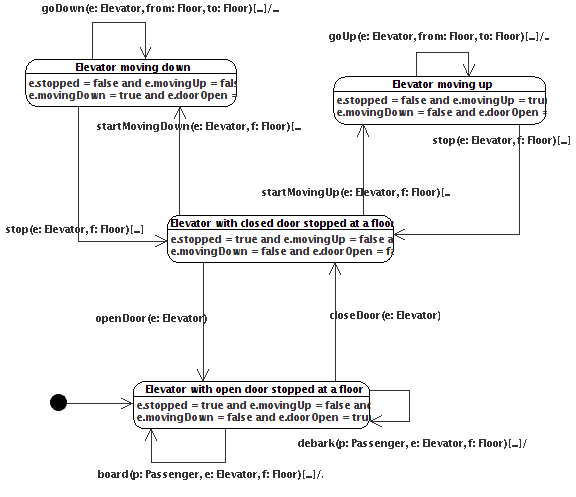 goDown(e: Elevator, from: Floor, to: Floor)[...]/...
goUp(e: Elevator, from: Floor, to: Floor)[...]/...
Elevator moving down
e.stopped = false and e.movingUp = fals
e.movingDown = true and e.doorOpen =
Elevator moving up
e.stopped = false and e.movingUp = tru
e.movingDown = false and e.doorOpen =
startMovingDown(e: Elevator, f: Floor)[...
stop(e: Elevator, f: Floor)[...]
startMovingUp(e: Elevator, f: Floor)[...
stop(e: Elevator, f: Floor)[...]
Elevator with closed door stopped at a floor
e.stopped = true and e.movingUp = false a
e.movingDown = false and e.doorOpen = fa
openDoor(e: Elevator)
closeDoor(e: Elevator)
Elevator with open door stopped at a floor
e.stopped = true and e.movingUp = false and
e.movingDown = false and e.doorOpen = tru
debark(p: Passenger, e: Elevator, f: Floor)[...]/
board(p: Passenger, e: Elevator, f: Floor)[...]/.